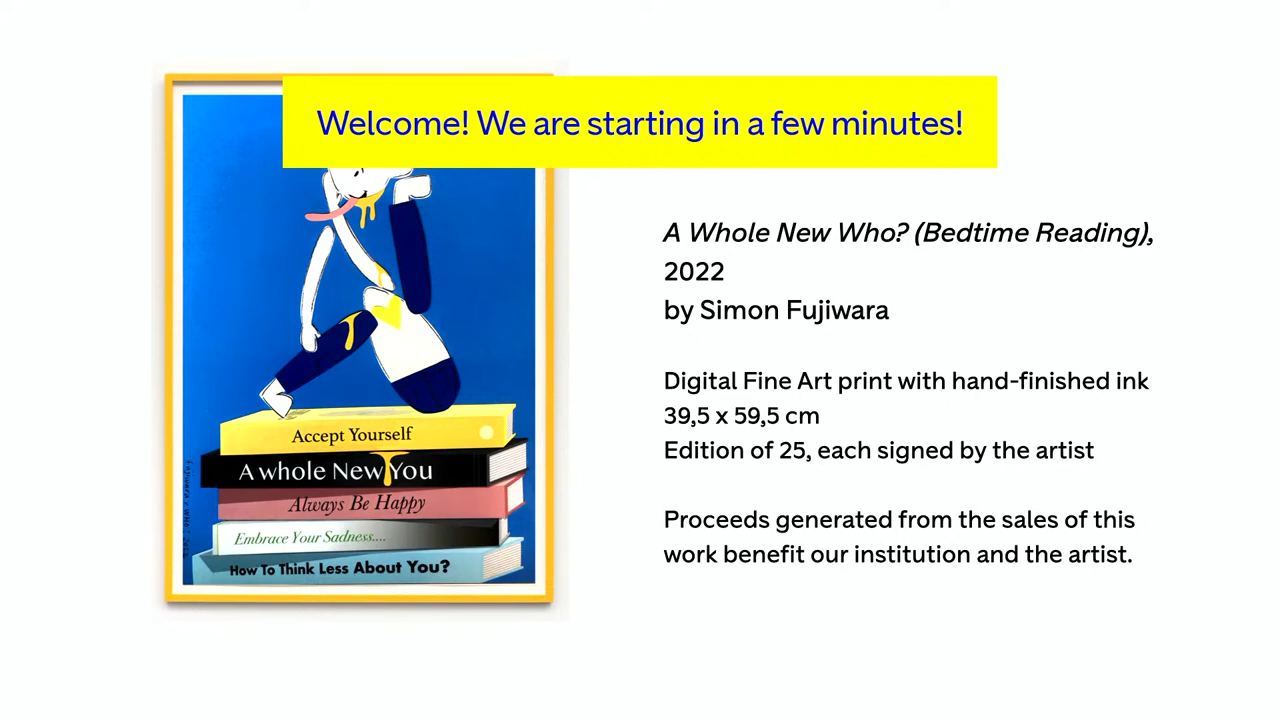 Welcome! We are starting in a few minutes!
A Whole New Who? (Bedtime Reading),
2022
by Simon Fujiwara
Digital Fine Art print with hand-finished ink
39,5 x 59,5 cm
Edition of 25, each signed by the artist
Proceeds generated from the sales of this
work benefit our institution and the artist.
Accept Yourself
A whole New You
Always Be Happy
Embrace Your Sadness....
How To Think Less About You?